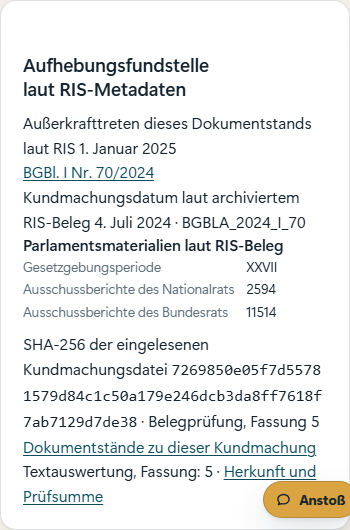 Aufhebungsfundstelle
laut RIS-Metadaten
Außerkrafttreten dieses Dokumentstands
laut RIS 1. Januar 2025
BGBl. I Nr. 70/2024
Kundmachungsdatum laut archiviertem
RIS-Beleg 4. Juli 2024 · BGBLA_2024_I_70
Parlamentsmaterialien laut RIS-Beleg
Gesetzgebungsperiode XXVII
Ausschussberichte des Nationalrats 2594
Ausschussberichte des Bundesrats 11514
SHA-256 der eingelesenen
Kundmachungsdatei 7269850e05f7d5578
1579d84c1c50a179e246dcb3da8ff7618f
7ab7129d7de38 · Belegprüfung, Fassung 5
Dokumentstände zu dieser Kundmachung
Textauswertung, Fassung: 5 · Herkunft und
Prüfsumme
Anstoß